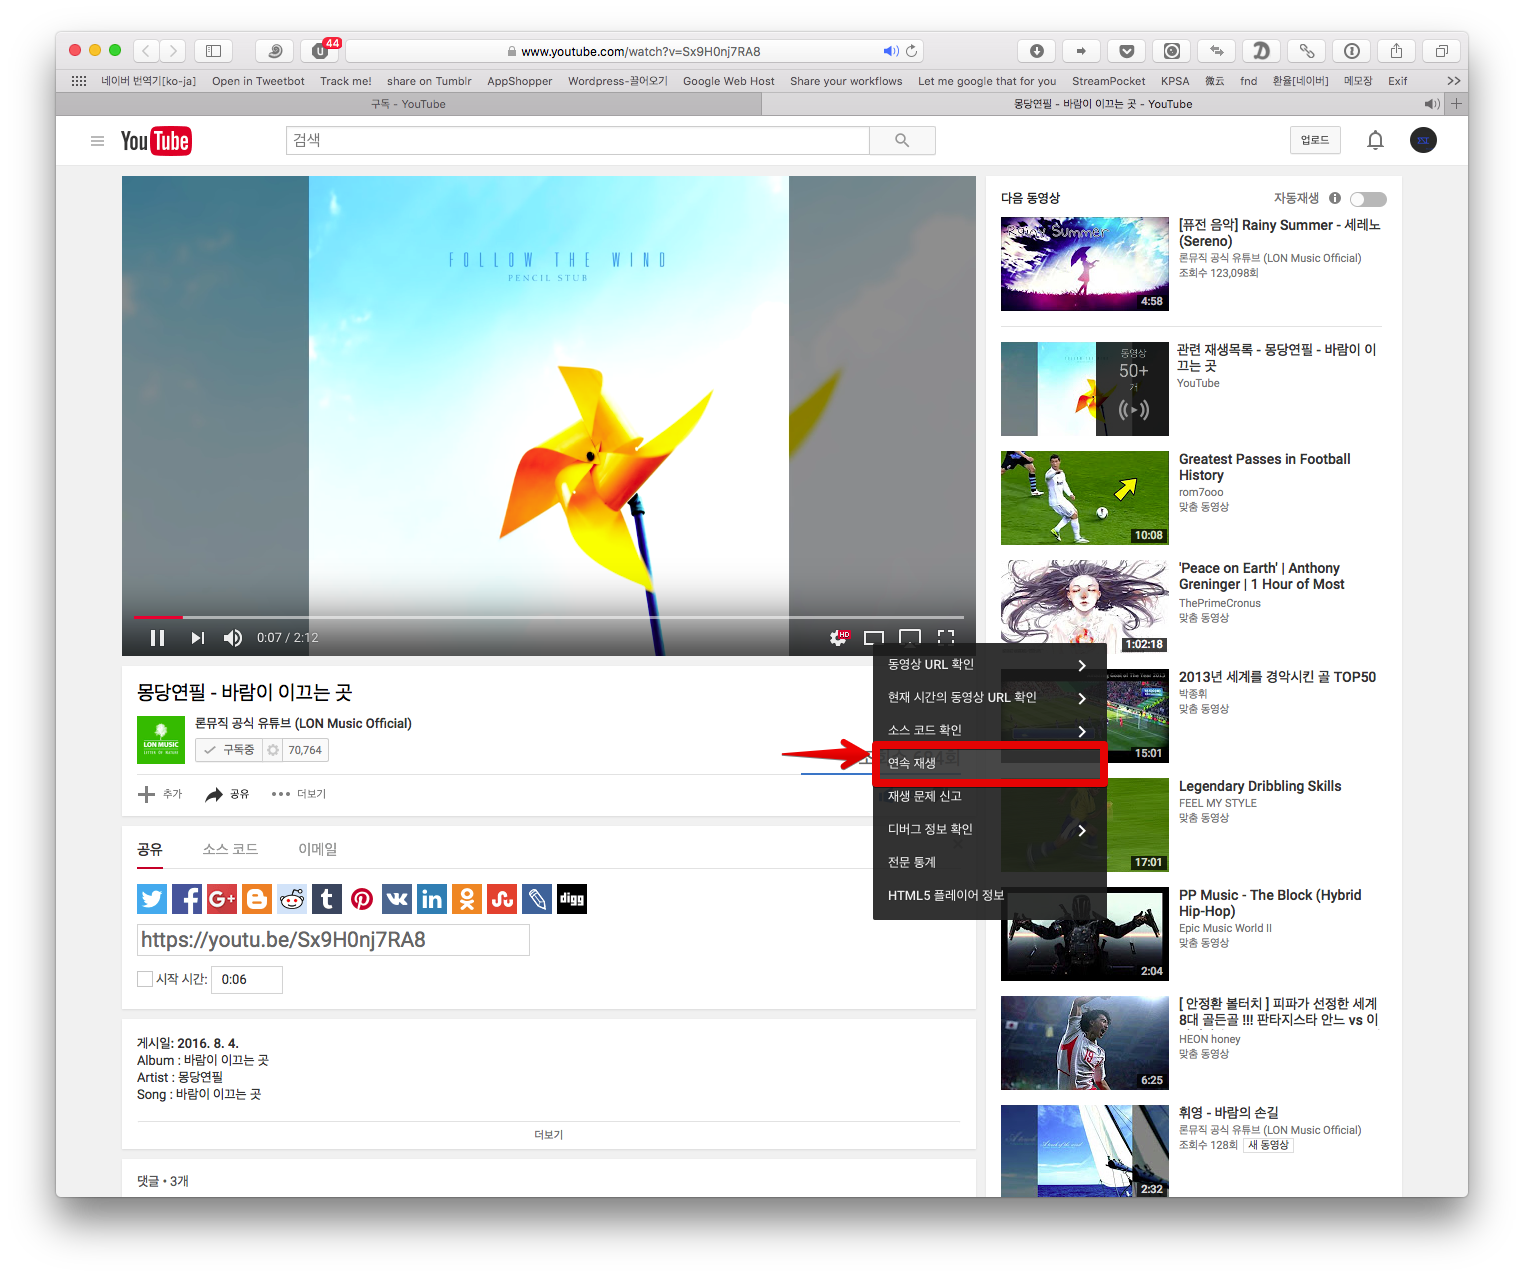 44
www.youtube.com/watch?v=Sx9H0nj7RA8
네이버 번역기[ko-ja] Open in Tweetbot Track me! share on Tumblr AppShopper Wordpress-끌어오기 Google Web Host Share your workflows Let me google that for you StreamPocket KPSA 微云 fnd 환율[네이버] 메모장 Exif
구독 - YouTube
몽당연필 - 바람이 이끄는 곳 - YouTube
YouTube
검색
업로드
FOLLOW THE WIND
PENCIL STUB
0:07 / 2:12
HD
몽당연필 - 바람이 이끄는 곳
LON MUSIC
론뮤직 공식 유튜브 (LON Music Official)
구독중 70,764
추가 공유 더보기
동영상 URL 확인
현재 시간의 동영상 URL 확인
소스 코드 확인
연속 재생
재생 문제 신고
디버그 정보 확인
전문 통계
HTML5 플레이어 정보
공유 소스 코드 이메일
digg
https://youtu.be/Sx9H0nj7RA8
시작 시간: 0:06
게시일: 2016. 8. 4.
Album : 바람이 이끄는 곳
Artist : 몽당연필
Song : 바람이 이끄는 곳
더보기
댓글 • 3개
다음 동영상
자동재생
Rainy Summer
4:58
[퓨전 음악] Rainy Summer - 세레노
(Sereno)
론뮤직 공식 유튜브 (LON Music Official)
조회수 123,098회
동영상
50+
개
관련 재생목록 - 몽당연필 - 바람이 이
끄는 곳
YouTube
10:08
Greatest Passes in Football
History
rom7ooo
맞춤 동영상
1:02:18
'Peace on Earth' | Anthony
Greninger | 1 Hour of Most
ThePrimeCronus
맞춤 동영상
15:01
2013년 세계를 경악시킨 골 TOP50
박종휘
맞춤 동영상
17:01
Legendary Dribbling Skills
FEEL MY STYLE
맞춤 동영상
2:04
PP Music - The Block (Hybrid
Hip-Hop)
Epic Music World II
맞춤 동영상
6:25
[ 안정환 볼터치 ] 피파가 선정한 세계
8대 골든골 !!! 판타지스타 안느 vs 이
HEON honey
맞춤 동영상
2:32
휘영 - 바람의 손길
론뮤직 공식 유튜브 (LON Music Official)
조회수 128회 새 동영상